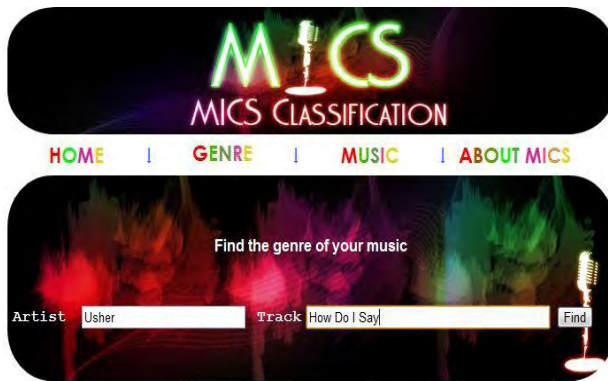 MICS
MICS CLASSIFICATION
HOME | GENRE | MUSIC | ABOUT MICS
Find the genre of your music
Artist Usher Track How Do I Say Find